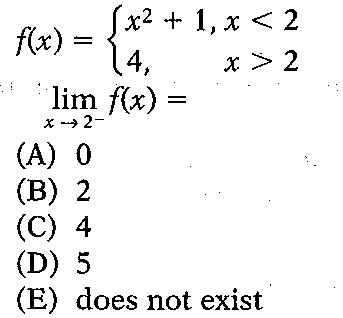 f(x) = { x² + 1, x < 2
4, x > 2
lim f(x) =
x → 2⁻
(A) 0
(B) 2
(C) 4
(D) 5
(E) does not exist